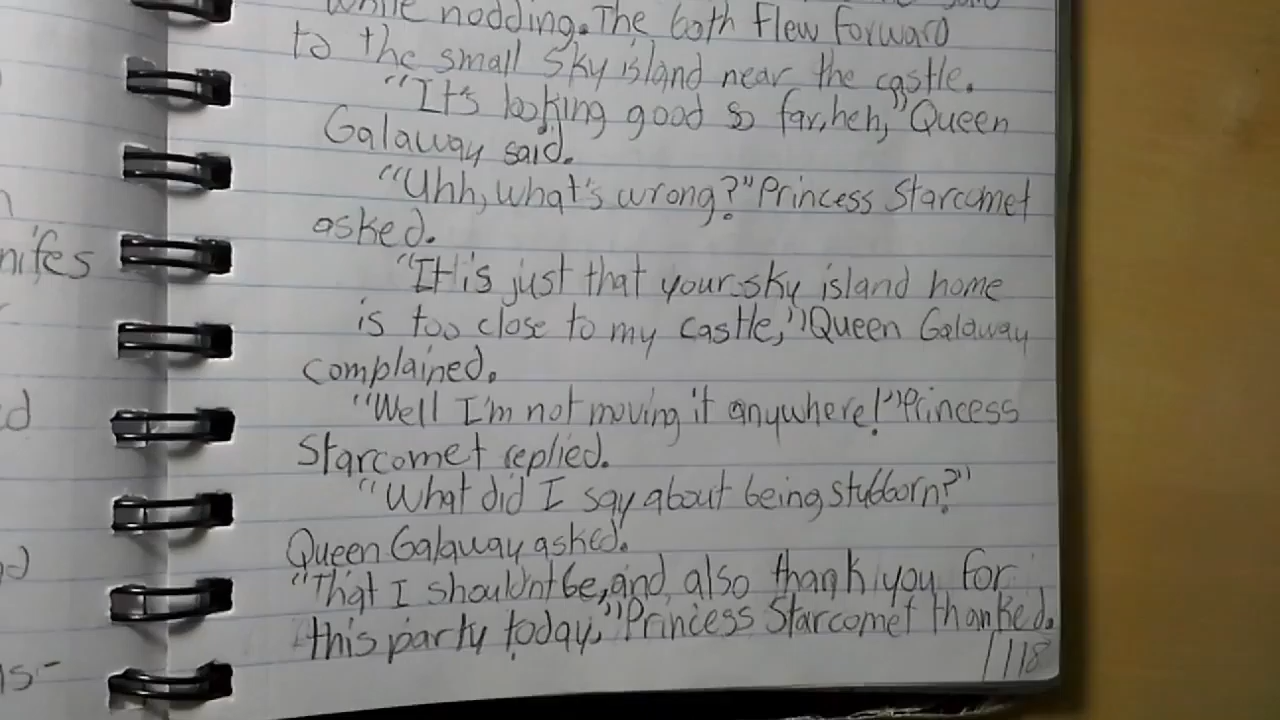 while nodding. The both flew forward
to the small sky island near the castle.
"It's looking good so far, heh," Queen
Galaway said.
"Uhh, what's wrong?" Princess Starcomet
asked.
"It is just that your sky island home
is too close to my castle," Queen Galaway
complained.
"Well I'm not moving it anywhere!" Princess
Starcomet replied.
"What did I say about being stubborn?"
Queen Galaway asked.
"That I shouldn't be, and also thank you for
this party today," Princess Starcomet thanked.
118
nifes